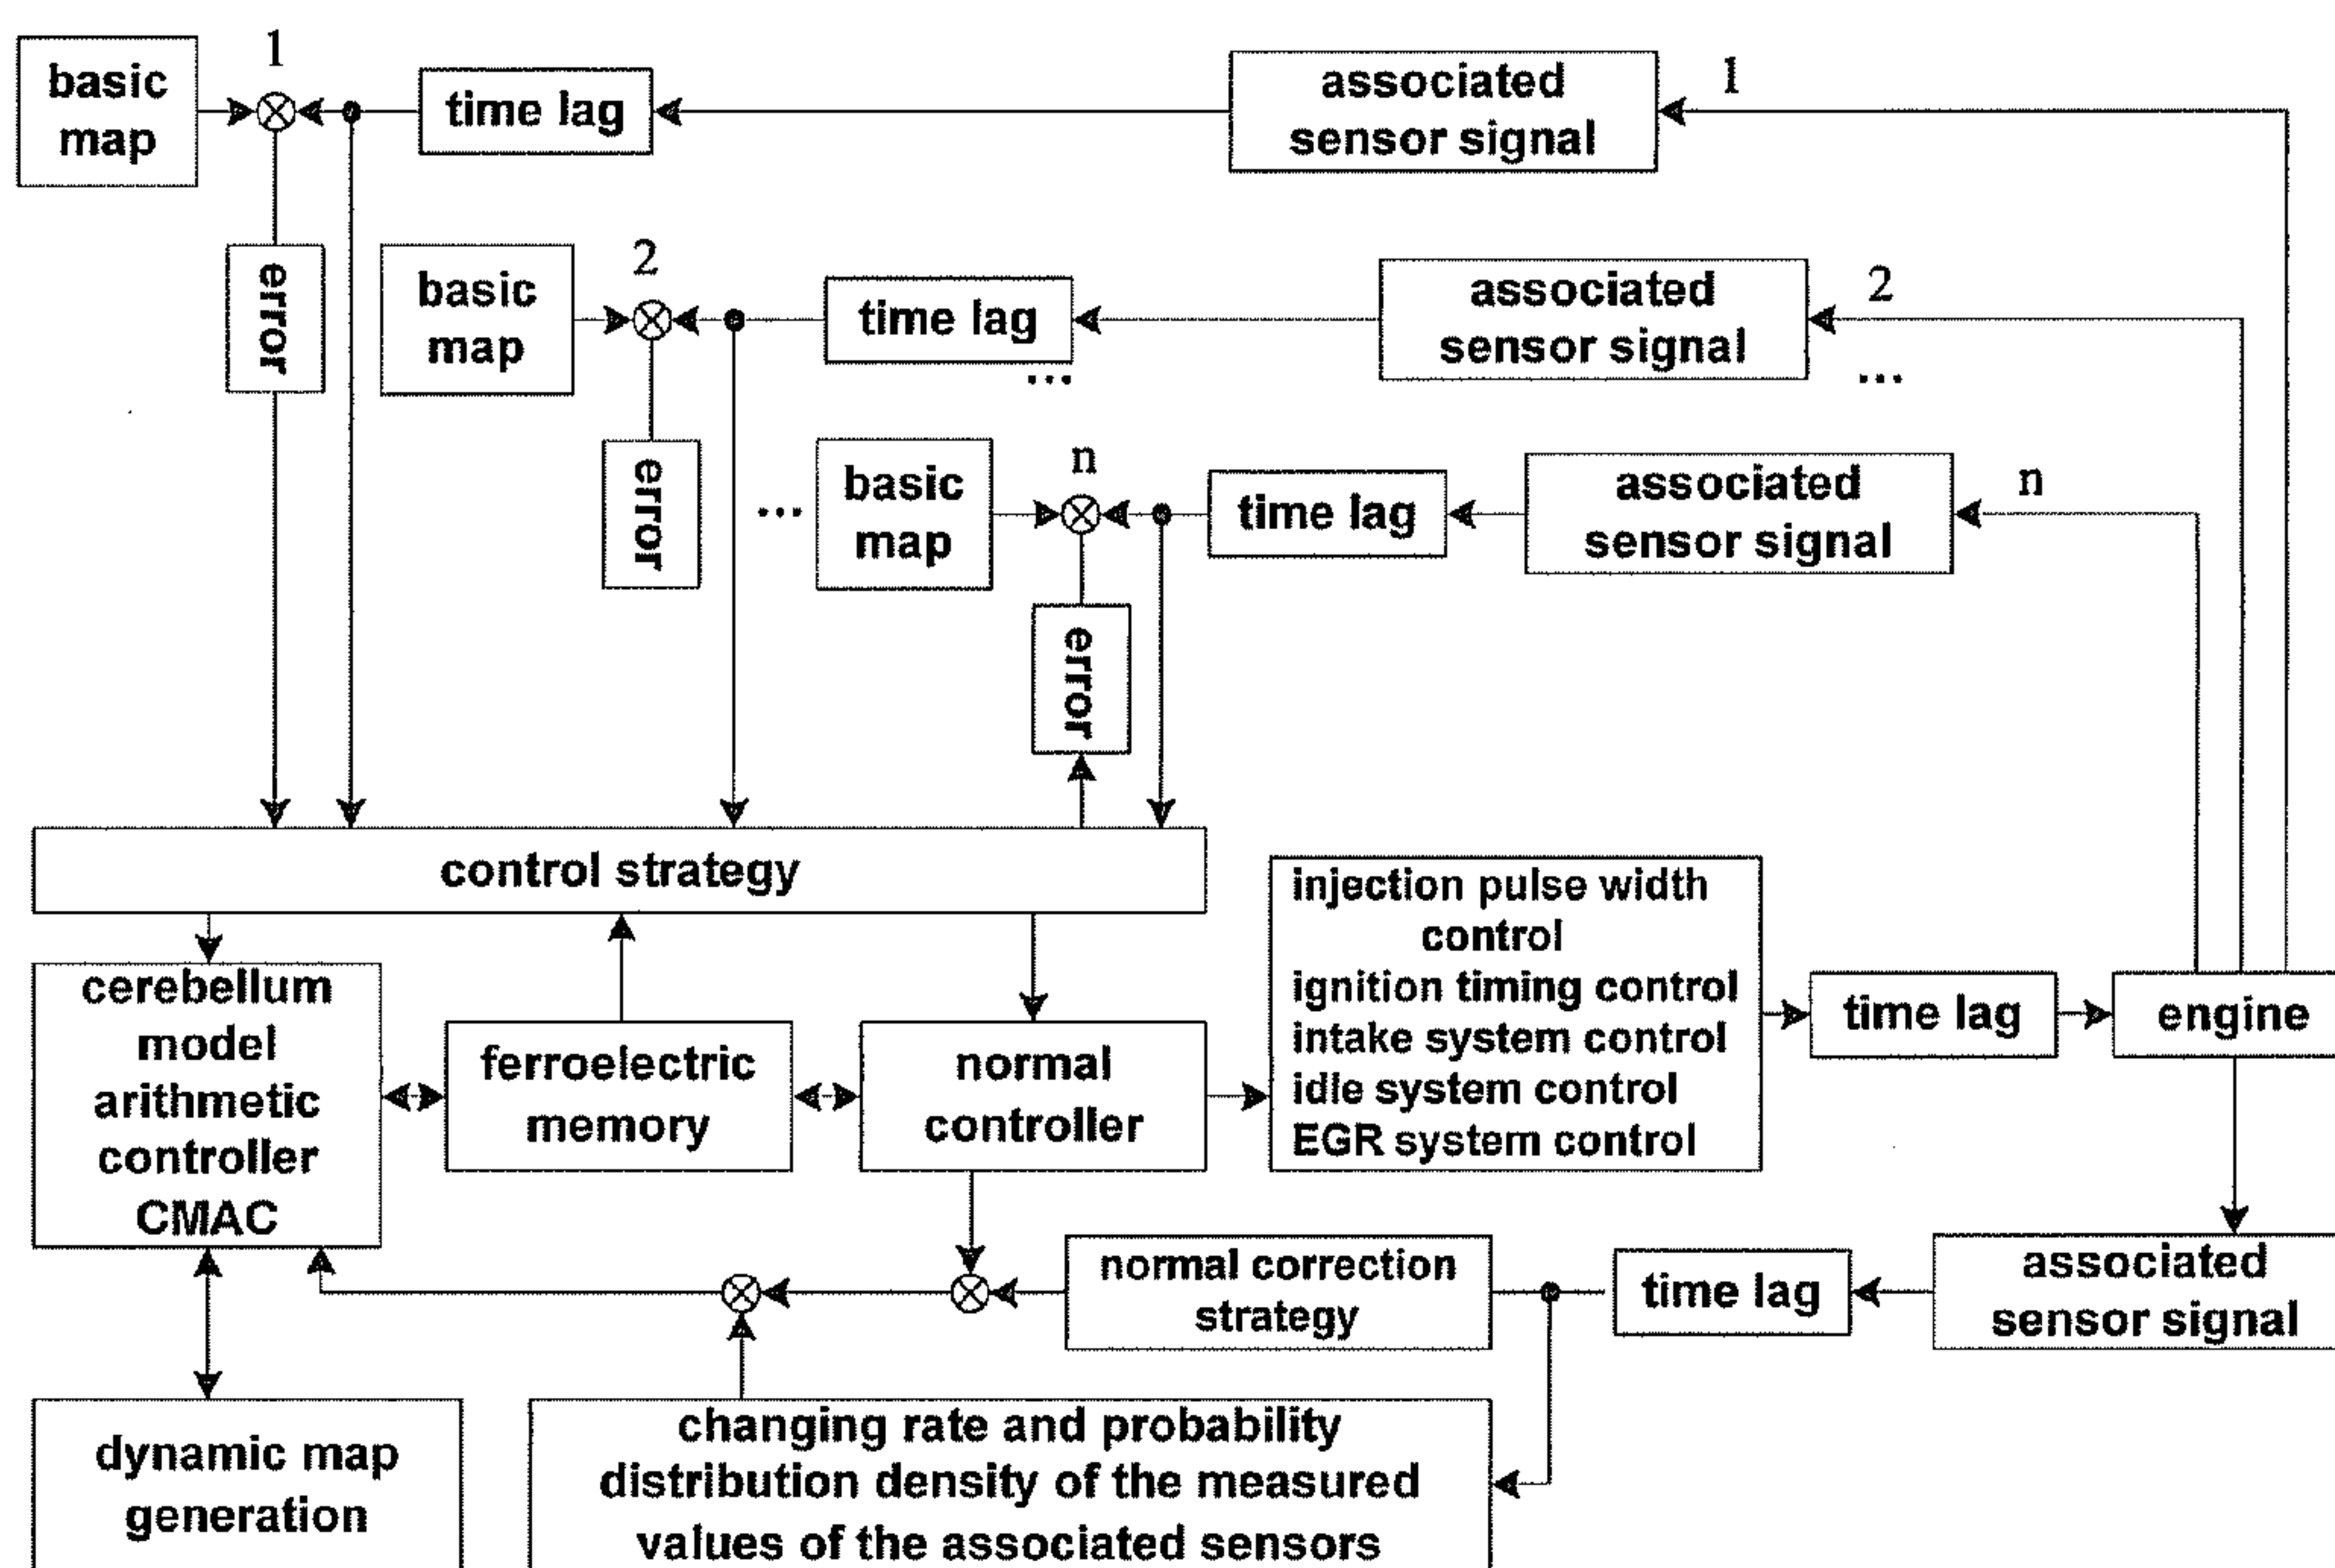 1
basic
map
time lag
associated
sensor signal
1
error
2
basic
map
time lag
...
associated
sensor signal
2
...
error
...
n
basic
map
time lag
associated
sensor signal
n
error
control strategy
cerebellum
model
arithmetic
controller
CMAC
ferroelectric
memory
normal
controller
injection pulse width
control
ignition timing control
intake system control
idle system control
EGR system control
time lag
engine
normal correction
strategy
time lag
associated
sensor signal
dynamic map
generation
changing rate and probability
distribution density of the measured
values of the associated sensors